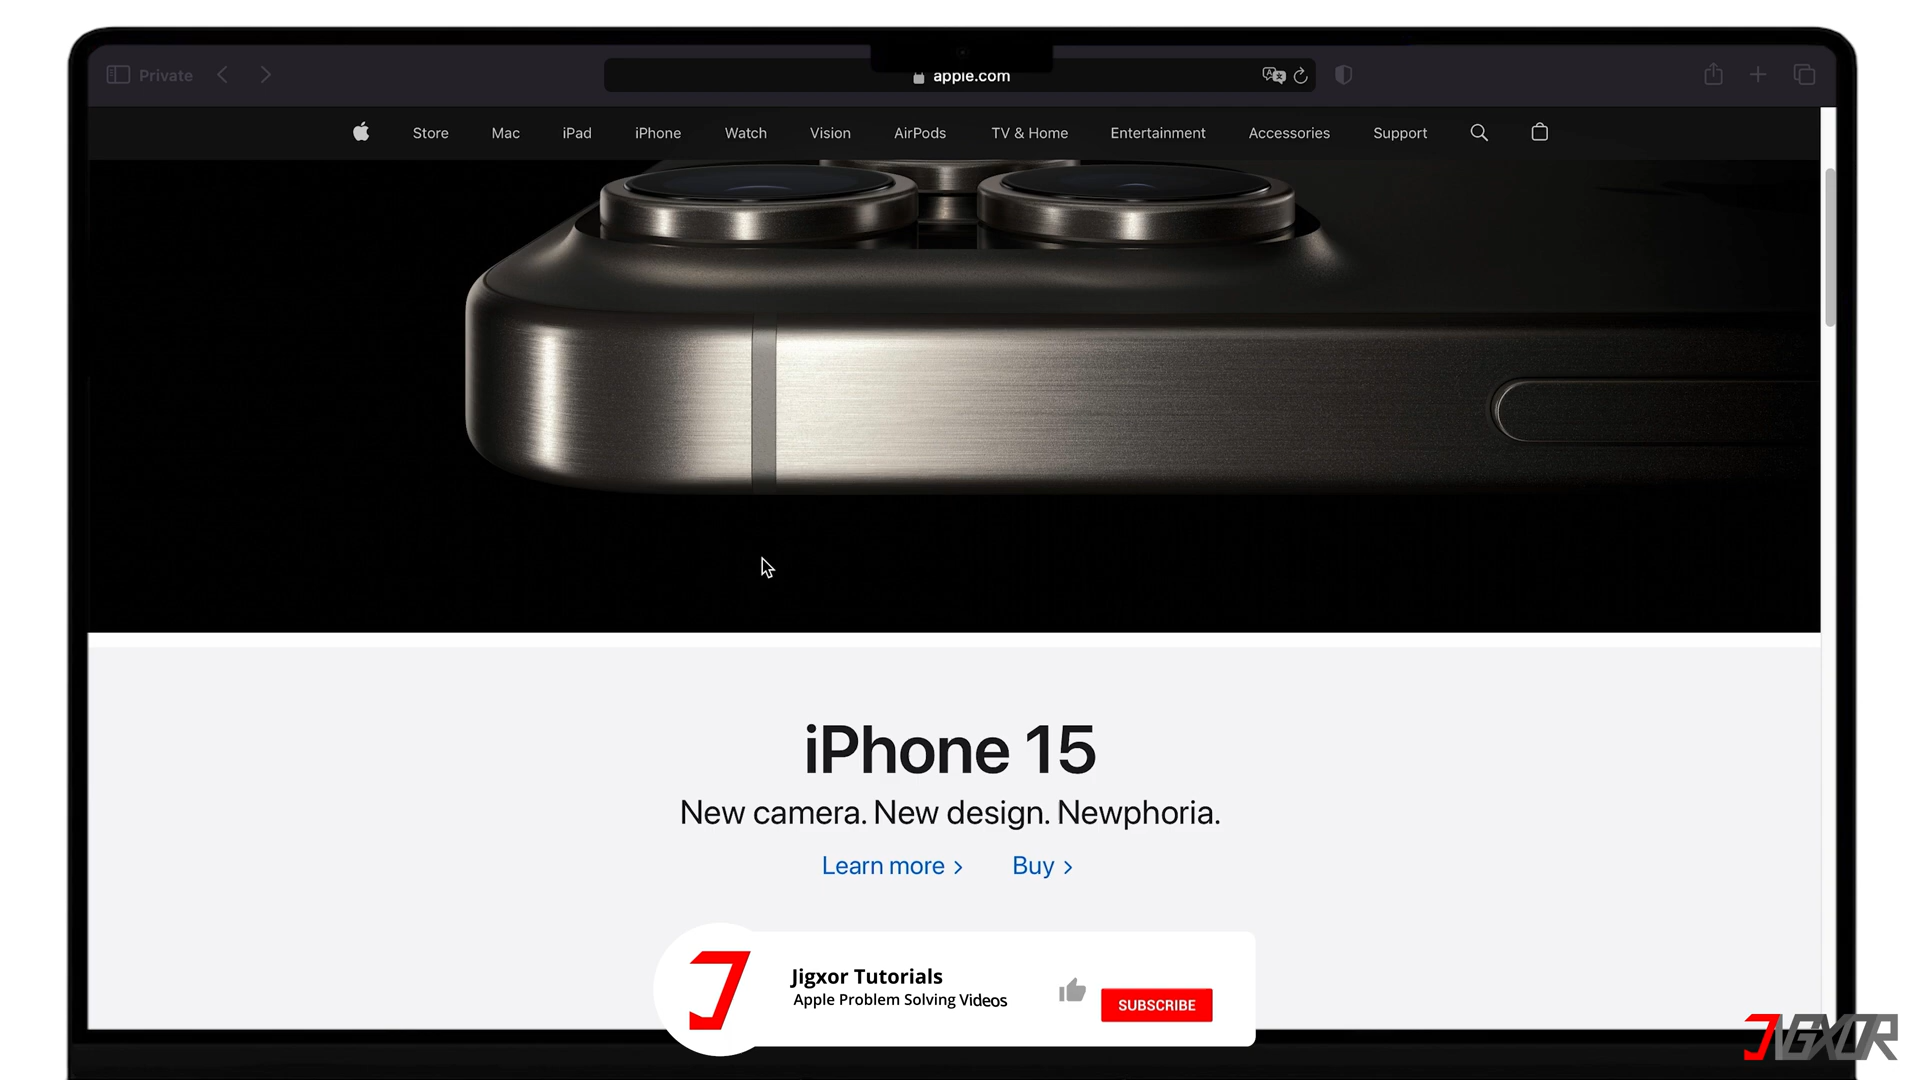 Private
apple.com
Store Mac iPad iPhone Watch Vision AirPods TV & Home Entertainment Accessories Support
iPhone 15
New camera. New design. Newphoria.
Learn more > Buy >
Jigxor Tutorials
Apple Problem Solving Videos
SUBSCRIBE
JIGXOR